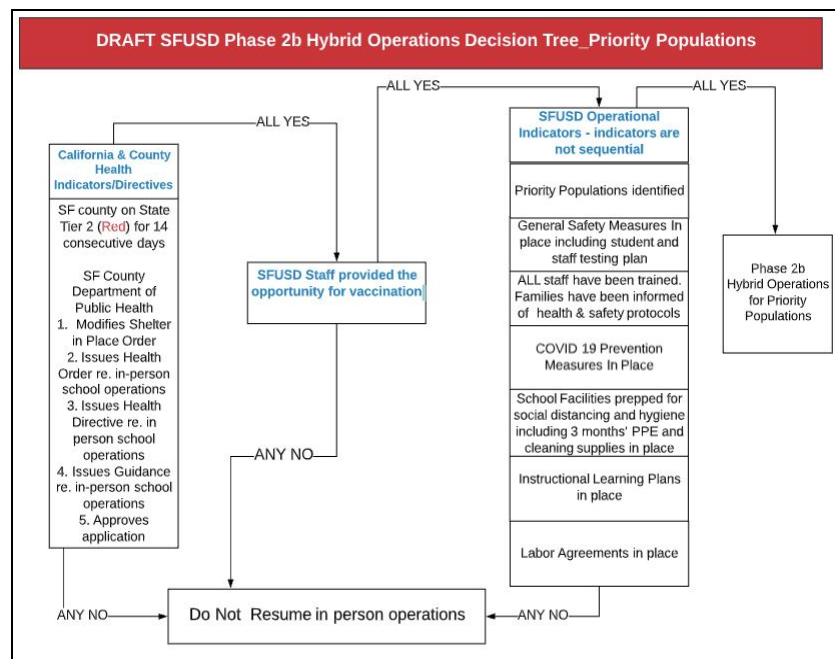 DRAFT SFUSD Phase 2b Hybrid Operations Decision Tree_Priority Populations
ALL YES
California & County
Health
Indicators/Directives
SF county on State
Tier 2 (Red) for 14
consecutive days
SF County
Department of
Public Health
1. Modifies Shelter
in Place Order
2. Issues Health
Order re. in-person
school operations
3. Issues Health
Directive re. in
person school
operations
4. Issues Guidance
re. in-person school
operations
5. Approves
application
ANY NO
ALL YES
SFUSD Staff provided the
opportunity for vaccination
ANY NO
Do Not Resume in person operations
ALL YES
SFUSD Operational
Indicators - indicators are
not sequential
Priority Populations identified
General Safety Measures In
place including student and
staff testing plan
ALL staff have been trained.
Families have been informed
of health & safety protocols
COVID 19 Prevention
Measures In Place
School Facilities prepped for
social distancing and hygiene
including 3 months' PPE and
cleaning supplies in place
Instructional Learning Plans
in place
Labor Agreements in place
ANY NO
Phase 2b
Hybrid Operations
for Priority
Populations